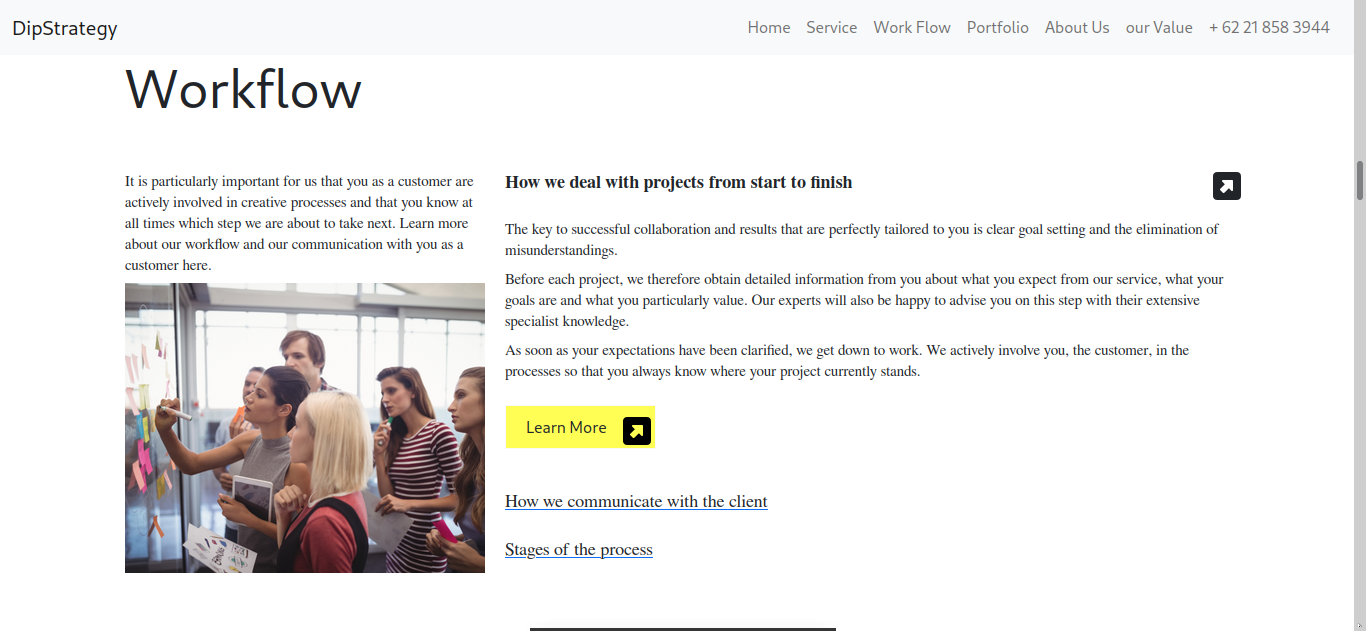 DipStrategy
Home Service Work Flow Portfolio About Us our Value + 62 21 858 3944
Workflow
It is particularly important for us that you as a customer are
actively involved in creative processes and that you know at
all times which step we are about to take next. Learn more
about our workflow and our communication with you as a
customer here.
How we deal with projects from start to finish
The key to successful collaboration and results that are perfectly tailored to you is clear goal setting and the elimination of
misunderstandings.
Before each project, we therefore obtain detailed information from you about what you expect from our service, what your
goals are and what you particularly value. Our experts will also be happy to advise you on this step with their extensive
specialist knowledge.
As soon as your expectations have been clarified, we get down to work. We actively involve you, the customer, in the
processes so that you always know where your project currently stands.
Learn More
How we communicate with the client
Stages of the process